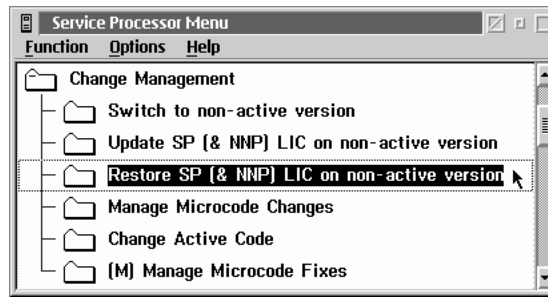 Service Processor Menu
Function Options Help
Change Management
Switch to non-active version
Update SP (& NNP) LIC on non-active version
Restore SP (& NNP) LIC on non-active version
Manage Microcode Changes
Change Active Code
(M) Manage Microcode Fixes